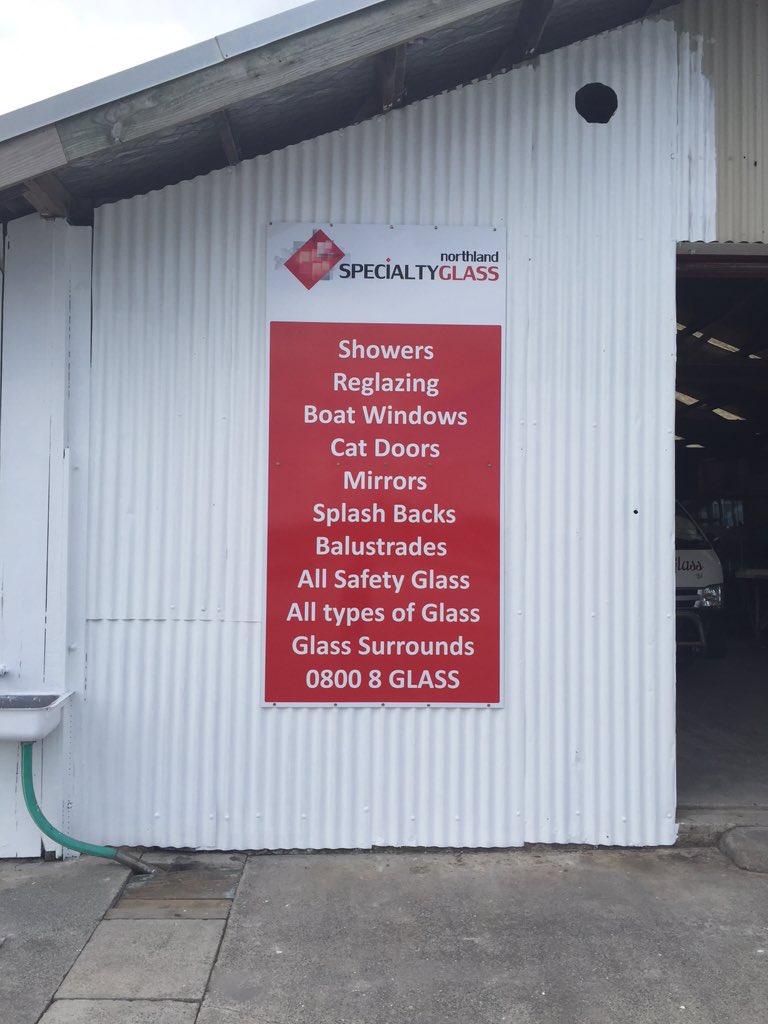 northland
SPECIALTYGLASS
Showers
Reglazing
Boat Windows
Cat Doors
Mirrors
Splash Backs
Balustrades
All Safety Glass
All types of Glass
Glass Surrounds
0800 8 GLASS